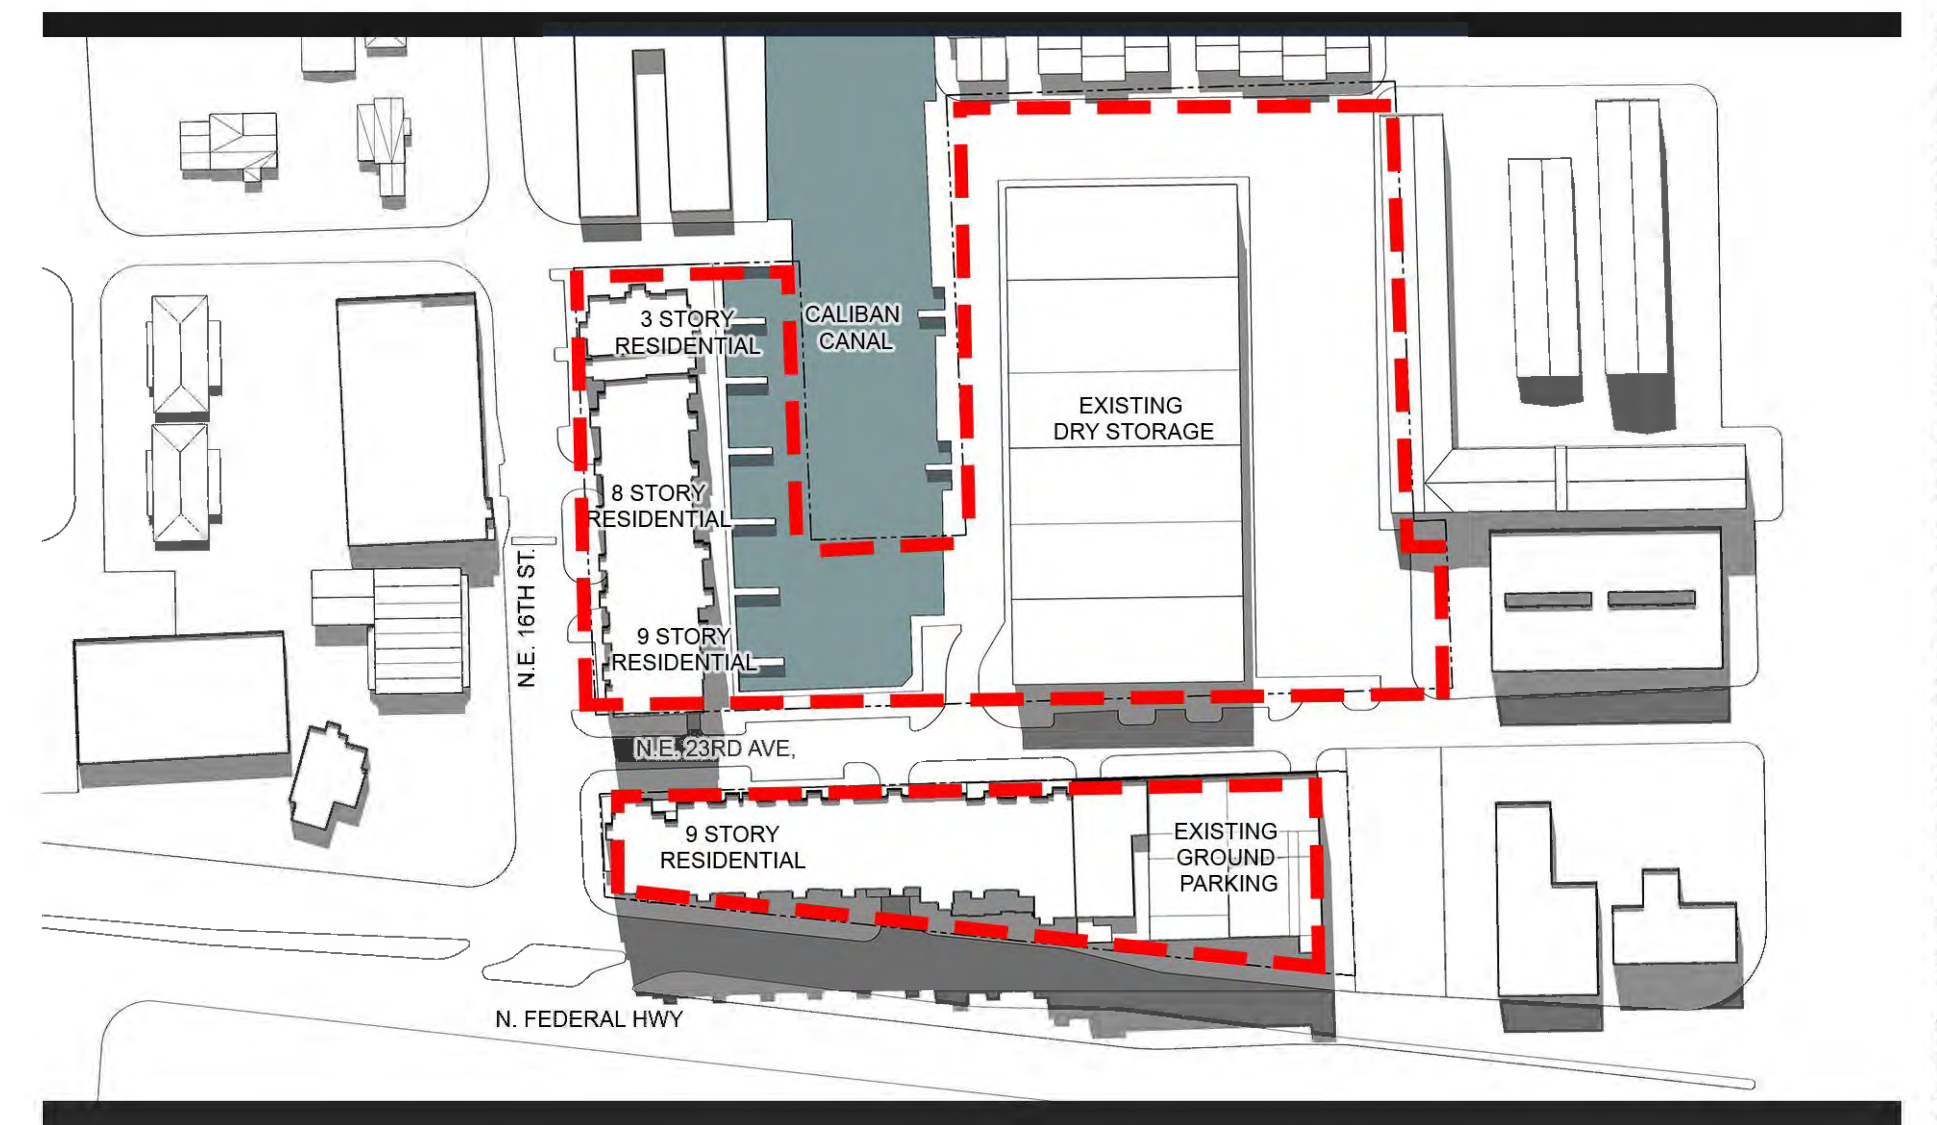 3 STORY
RESIDENTIAL
CALIBAN
CANAL
EXISTING
DRY STORAGE
8 STORY
RESIDENTIAL
N.E. 16TH ST.
9 STORY
RESIDENTIAL
N.E. 23RD AVE,
9 STORY
RESIDENTIAL
EXISTING
GROUND
PARKING
N. FEDERAL HWY